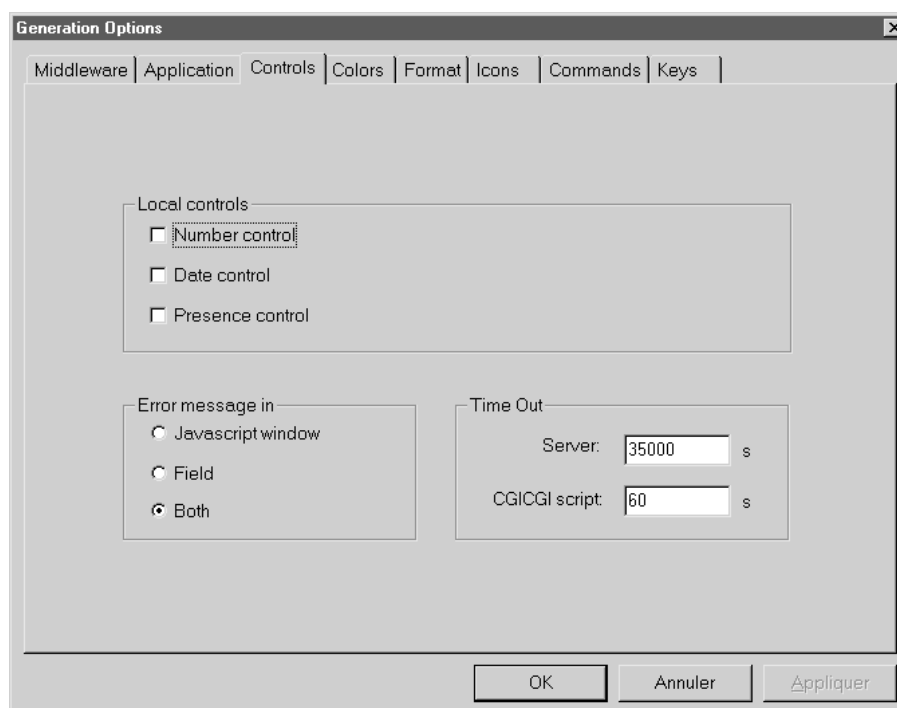 Generation Options
Middleware Application Controls Colors Format Icons Commands Keys
Local controls
Number control
Date control
Presence control
Error message in
Javascript window
Field
Both
Time Out
Server: 35000 s
CGICGI script: 60 s
OK Annuler Appliquer